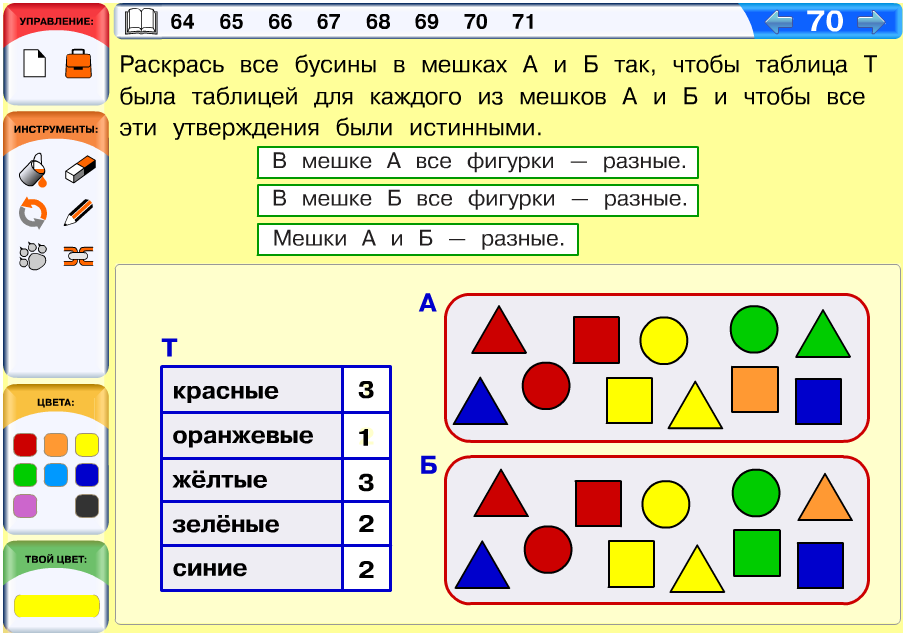 УПРАВЛЕНИЕ:
64 65 66 67 68 69 70 71
70
Раскрась все бусины в мешках А и Б так, чтобы таблица Т
была таблицей для каждого из мешков А и Б и чтобы все
эти утверждения были истинными.
ИНСТРУМЕНТЫ:
В мешке А все фигурки — разные.
В мешке Б все фигурки — разные.
Мешки А и Б — разные.
ЦВЕТА:
ТВОЙ ЦВЕТ:
Т
красные 3
оранжевые 1
жёлтые 3
зелёные 2
синие 2
А
Б